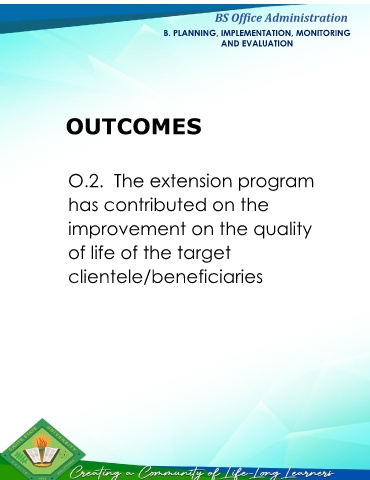 BS Office Administration
B. PLANNING, IMPLEMENTATION, MONITORING
AND EVALUATION
OUTCOMES
O.2. The extension program
has contributed on the
improvement on the quality
of life of the target
clientele/beneficiaries
Creating a Community of Life-Long Learners